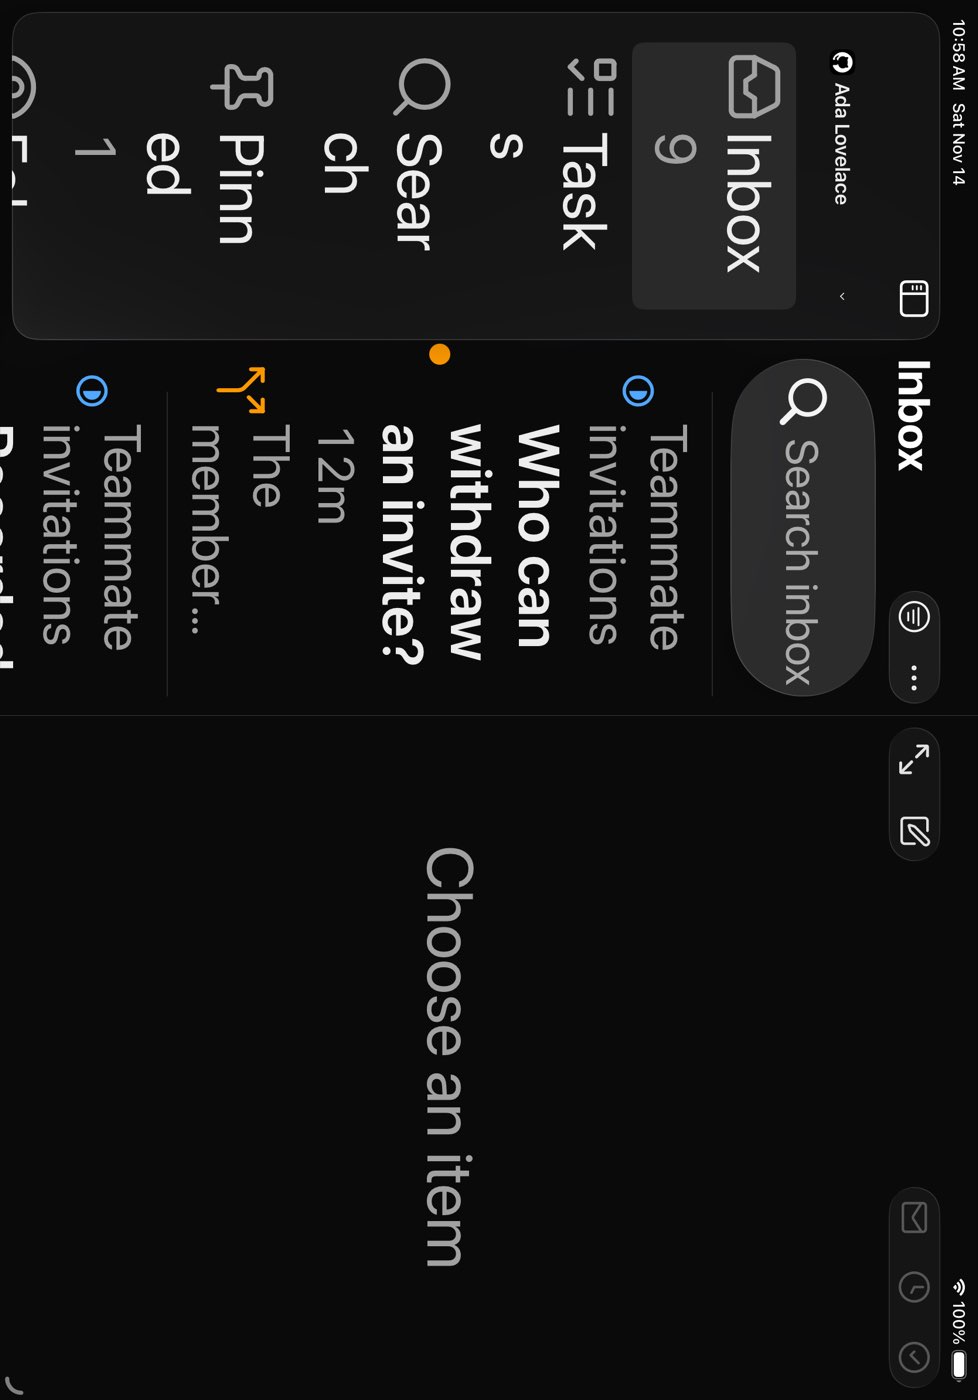 10:58 AM Sat Nov 14
100%
Ada Lovelace
Inbox
9
Task
s
Sear
ch
Pinn
ed
1
Inbox
Search inbox
Teammate
invitations
Who can
withdraw
an invite?
12m
The
member…
Teammate
invitations
Choose an item